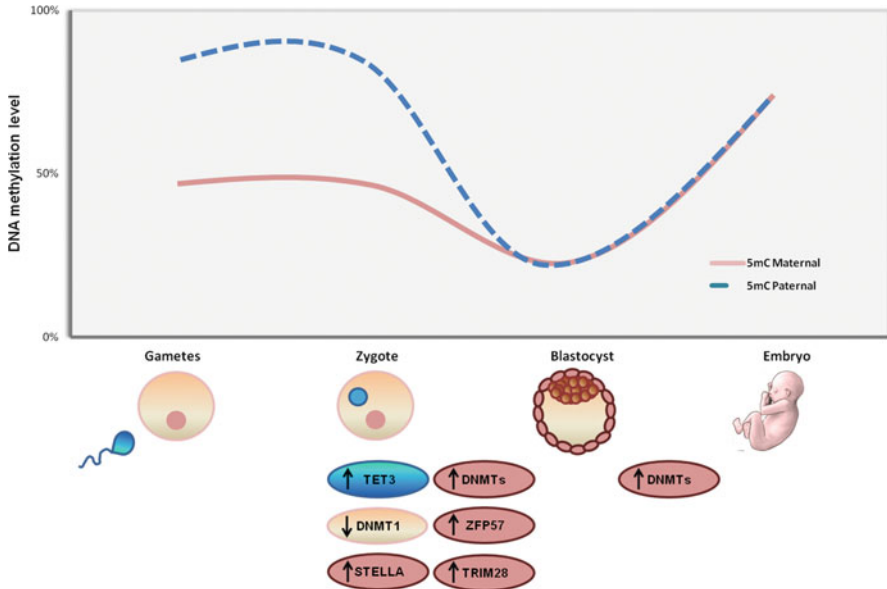 100%
DNA methylation level
50%
0%
5mC Maternal
5mC Paternal
Gametes
Zygote
Blastocyst
Embryo
↑ TET3
↑ DNMTs
↑ DNMTs
↓ DNMT1
↑ ZFP57
↑ STELLA
↑ TRIM28